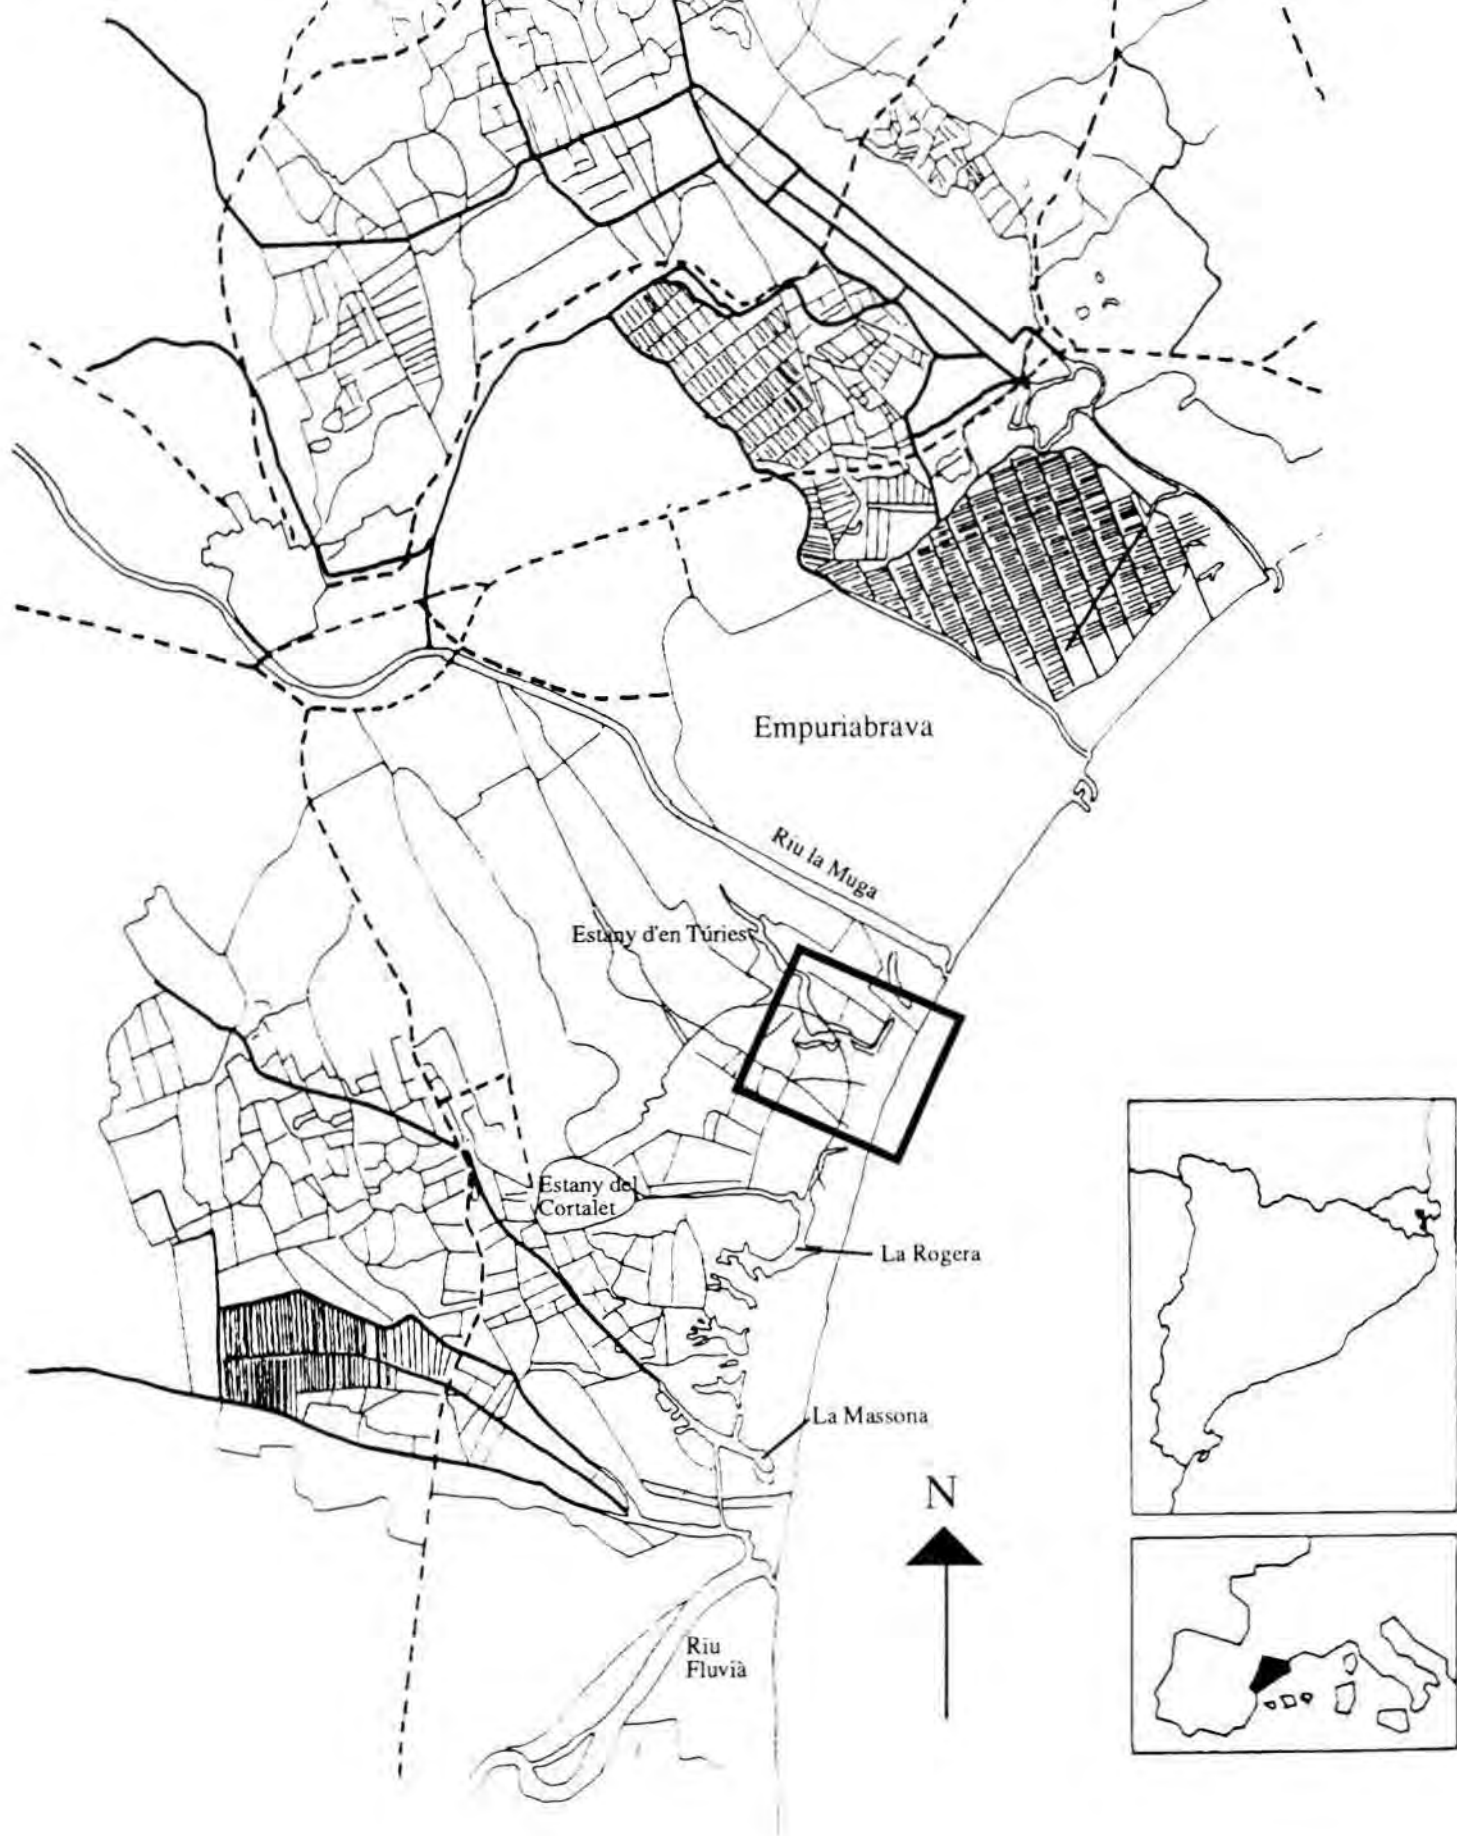 Empuriabrava
Riu la Muga
Estany d'en Túries
Estany del
Cortalet
La Rogera
La Massona
N
Riu
Fluvià